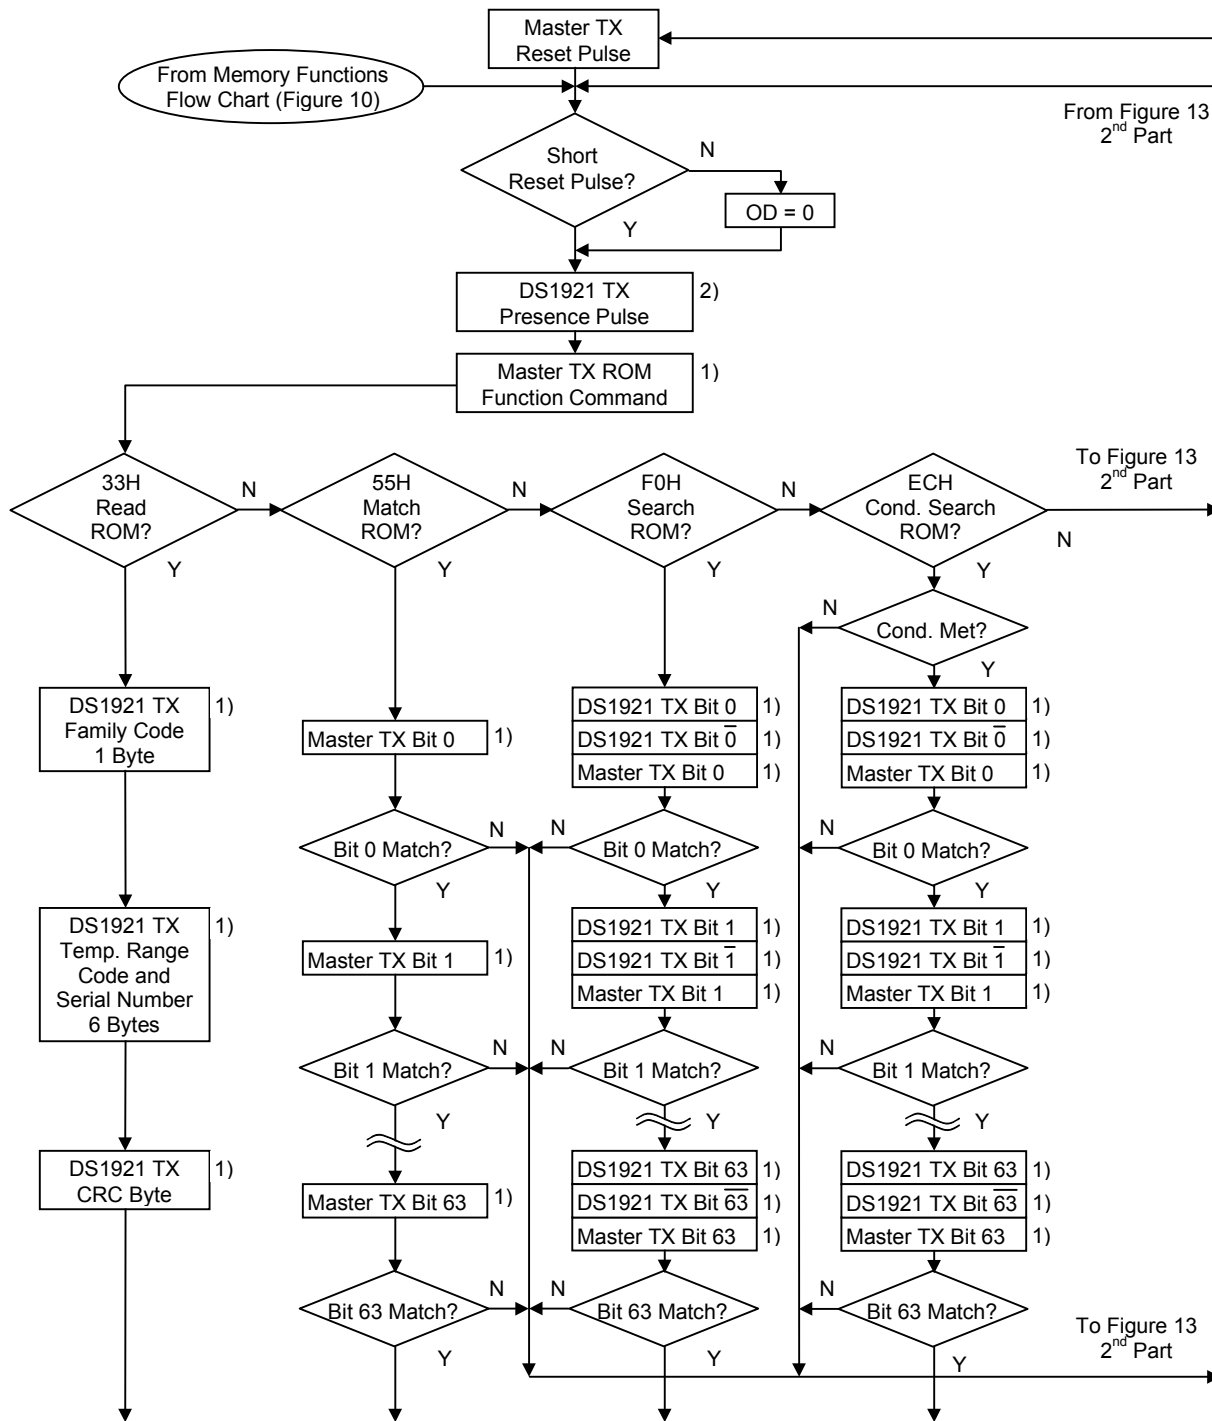 Master TX
Reset Pulse
From Memory Functions
Flow Chart (Figure 10)
From Figure 13
2nd Part
Short
Reset Pulse?
N
OD = 0
Y
DS1921 TX
Presence Pulse
2)
Master TX ROM
Function Command
1)
33H
Read
ROM?
N
Y
55H
Match
ROM?
N
Y
F0H
Search
ROM?
N
Y
ECH
Cond. Search
ROM?
N
Y
To Figure 13
2nd Part
N
Cond. Met?
Y
DS1921 TX
Family Code
1 Byte
1)
DS1921 TX
Temp. Range
Code and
Serial Number
6 Bytes
1)
DS1921 TX
CRC Byte
1)
Master TX Bit 0
1)
Bit 0 Match?
N
Y
Master TX Bit 1
1)
Bit 1 Match?
N
Y
Master TX Bit 63
1)
Bit 63 Match?
N
Y
DS1921 TX Bit 0
1)
DS1921 TX Bit 0̅
1)
Master TX Bit 0
1)
N
Bit 0 Match?
Y
DS1921 TX Bit 1
1)
DS1921 TX Bit 1̅
1)
Master TX Bit 1
1)
N
Bit 1 Match?
Y
DS1921 TX Bit 63
1)
DS1921 TX Bit 6̅3̅
1)
Master TX Bit 63
1)
N
Bit 63 Match?
Y
DS1921 TX Bit 0
1)
DS1921 TX Bit 0̅
1)
Master TX Bit 0
1)
N
Bit 0 Match?
Y
DS1921 TX Bit 1
1)
DS1921 TX Bit 1̅
1)
Master TX Bit 1
1)
N
Bit 1 Match?
Y
DS1921 TX Bit 63
1)
DS1921 TX Bit 6̅3̅
1)
Master TX Bit 63
1)
N
Bit 63 Match?
Y
To Figure 13
2nd Part